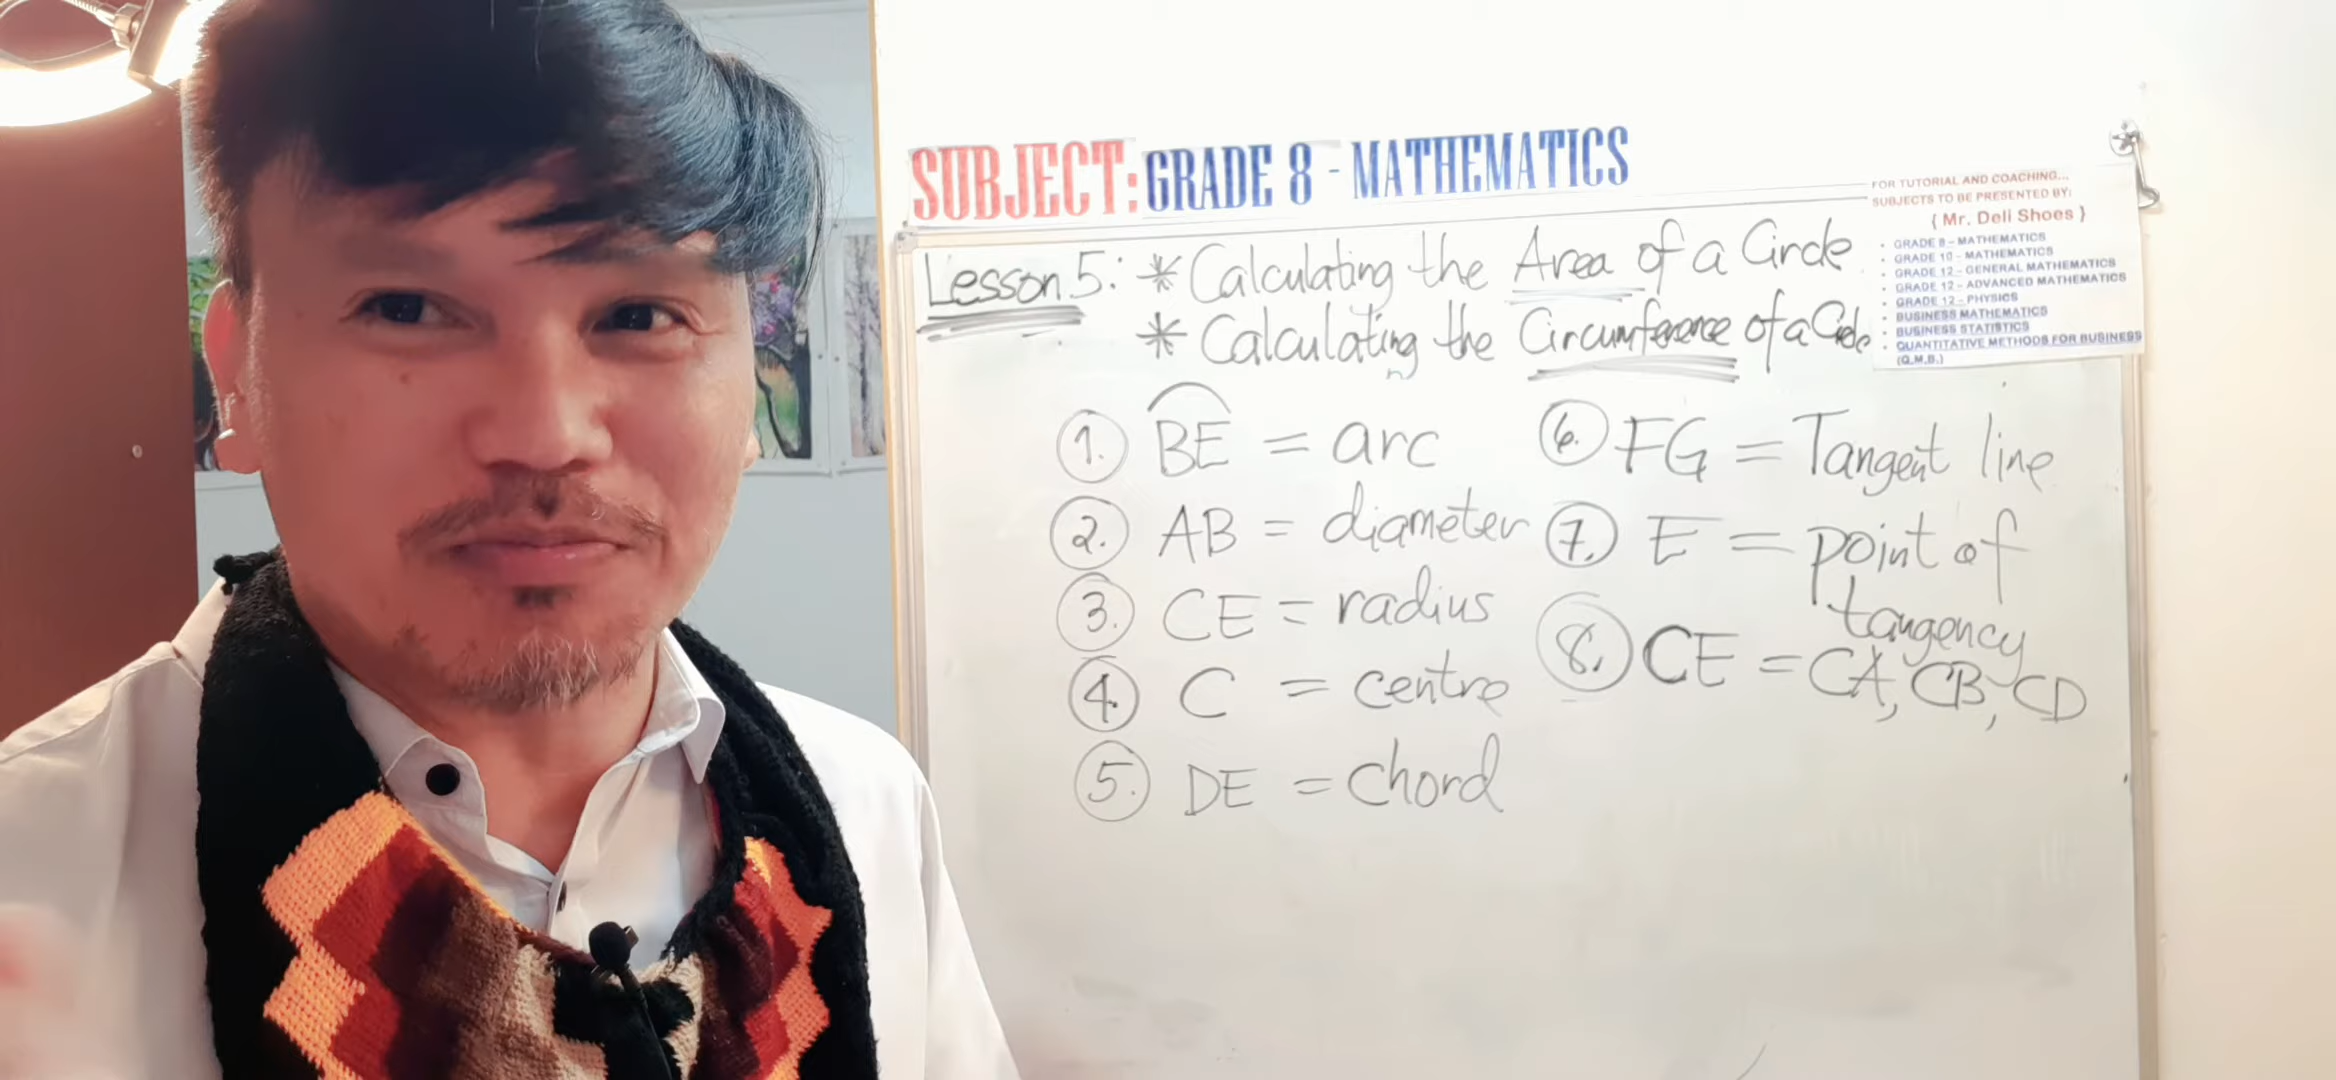 SUBJECT: GRADE 8 - MATHEMATICS
FOR TUTORIAL AND COACHING...
SUBJECTS TO BE PRESENTED BY:
{ Mr. Deli Shoes }
• GRADE 8 - MATHEMATICS
• GRADE 10 - MATHEMATICS
• GRADE 12 - GENERAL MATHEMATICS
• GRADE 12 - ADVANCED MATHEMATICS
• GRADE 12 - PHYSICS
• BUSINESS MATHEMATICS
• BUSINESS STATISTICS
• QUANTITATIVE METHODS FOR BUSINESS
(Q.M.B.)
Lesson 5: * Calculating the Area of a Circle
* Calculating the Circumference of a Circle
1. BE = arc
2. AB = diameter
3. CE = radius
4. C = centre
5. DE = chord
6. FG = Tangent line
7. E = point of
tangency
8. CE = CA, CB, CD